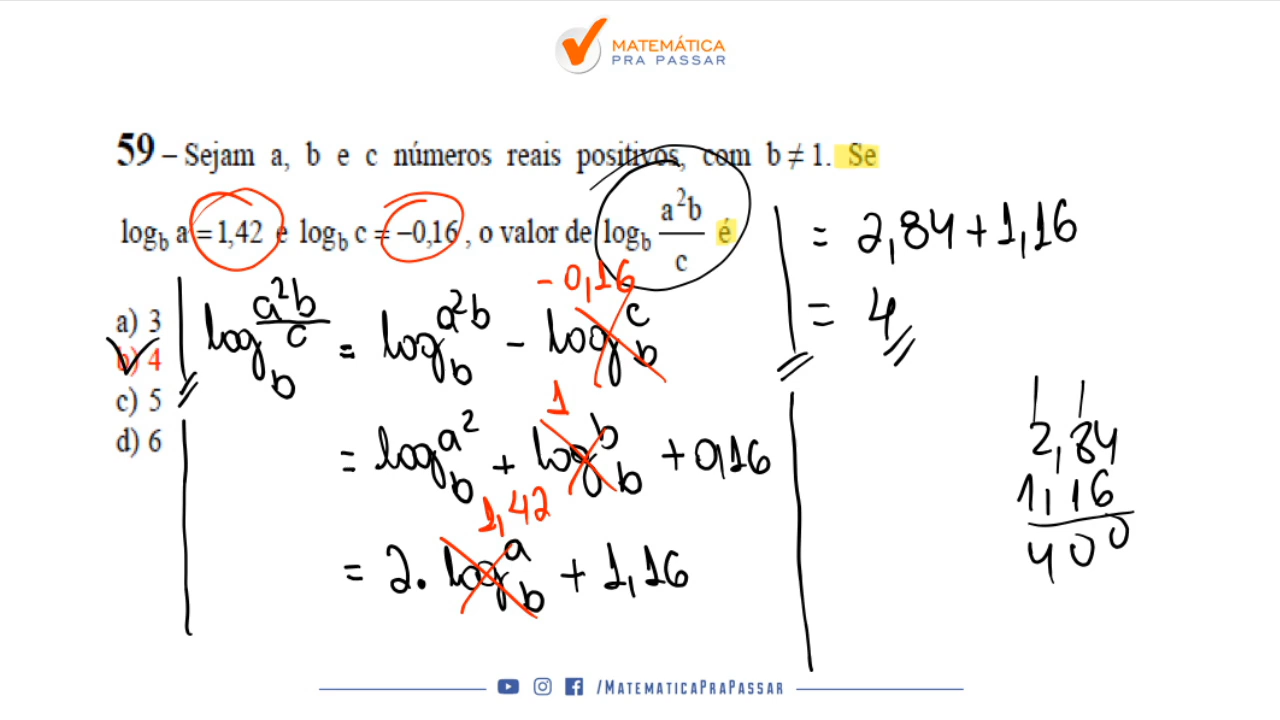 MATEMÁTICA
PRA PASSAR
59 – Sejam a, b e c números reais positivos, com b ≠ 1. Se
log_b a = 1,42 e log_b c = –0,16, o valor de log_b a²b/c é
a) 3
b) 4
c) 5
d) 6
log_b a²b/c = log_b a²b - log_b c
- 0,16
= log_b a² + log_b b + 0,16
1
= 2. log_b a + 1,16
1,42
= 2,84 + 1,16
= 4
1 1
2,84
1,16
400
/MATEMATICAPRAPASSAR